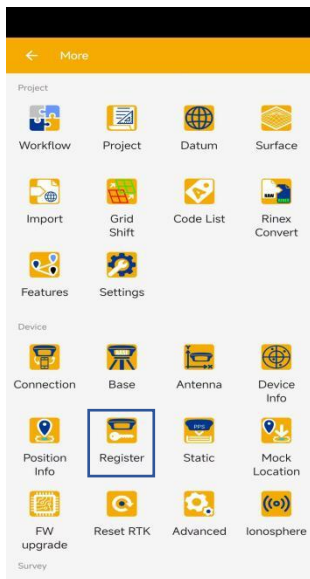 ← More
Project
Workflow Project Datum Surface
Import Grid Shift Code List Rinex Convert
Features Settings
Device
Connection Base Antenna Device Info
PPS
Position Info Register Static Mock Location
FW upgrade Reset RTK Advanced Ionosphere
Survey